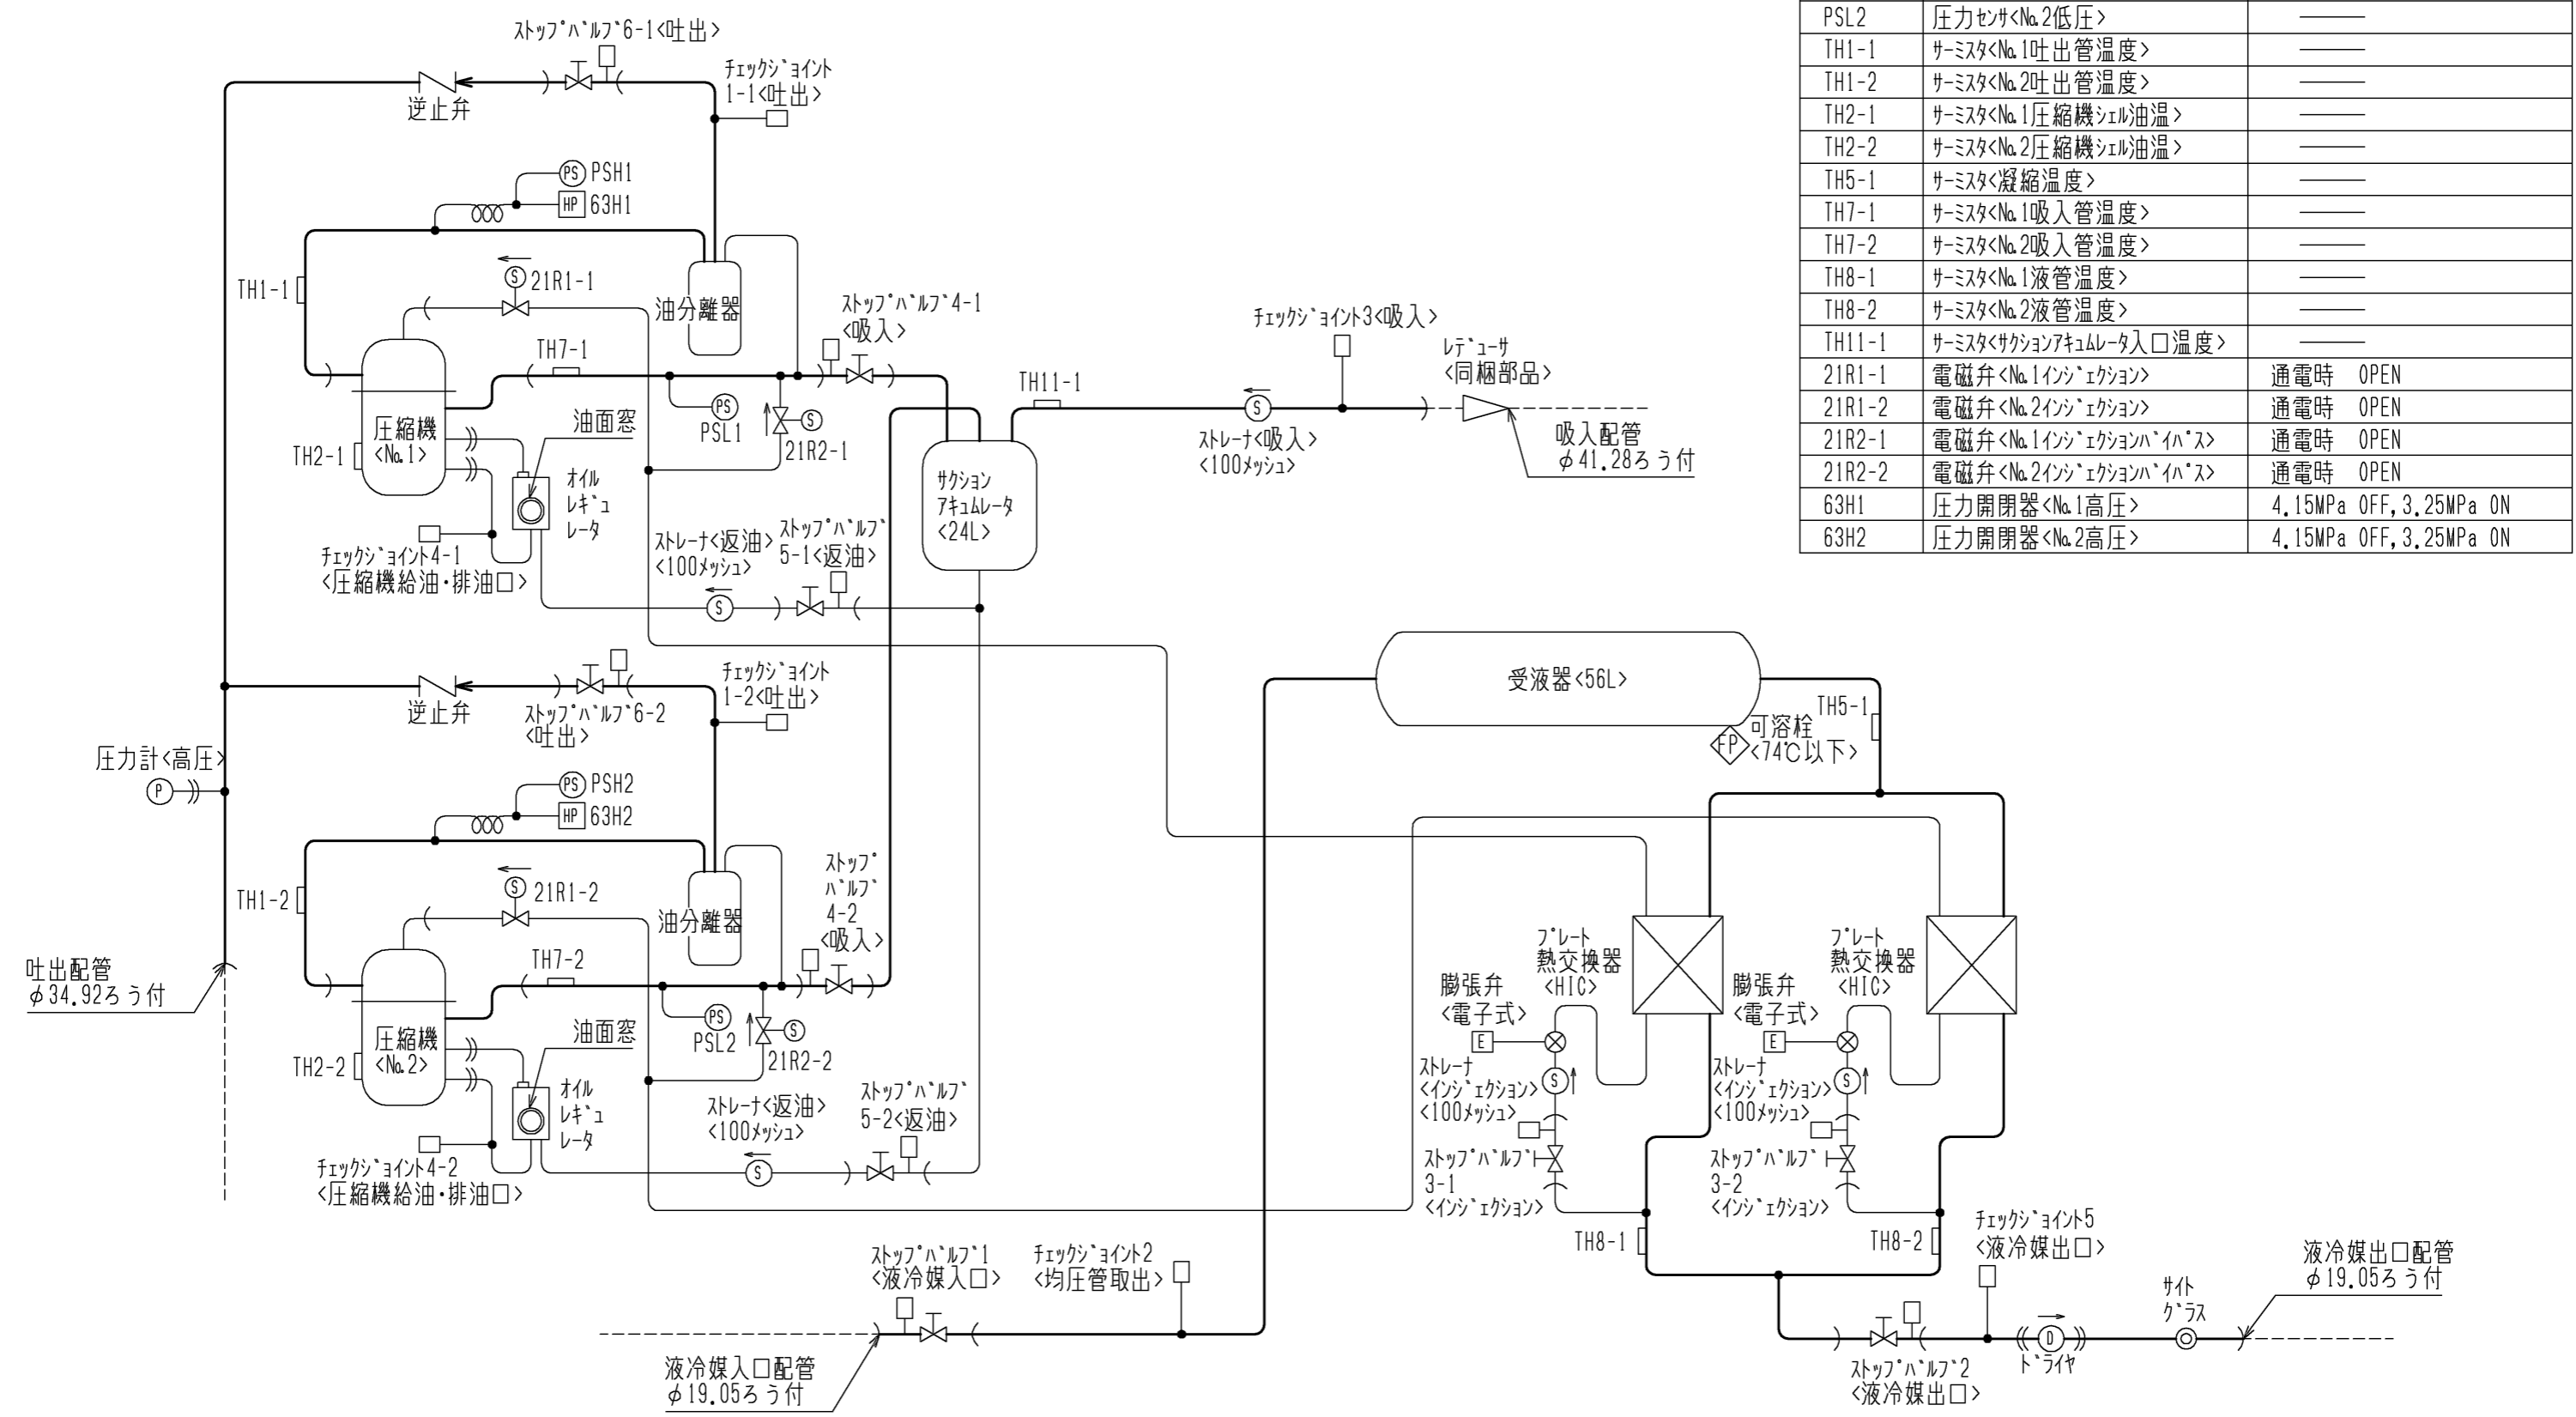 PSL2 圧力センサ<No.2低圧> ———
TH1-1 サーミスタ<No.1吐出管温度> ———
TH1-2 サーミスタ<No.2吐出管温度> ———
TH2-1 サーミスタ<No.1圧縮機シェル油温> ———
TH2-2 サーミスタ<No.2圧縮機シェル油温> ———
TH5-1 サーミスタ<凝縮温度> ———
TH7-1 サーミスタ<No.1吸入管温度> ———
TH7-2 サーミスタ<No.2吸入管温度> ———
TH8-1 サーミスタ<No.1液管温度> ———
TH8-2 サーミスタ<No.2液管温度> ———
TH11-1 サーミスタ<サクションアキュムレータ入口温度> ———
21R1-1 電磁弁<No.1インジェクション> 通電時 OPEN
21R1-2 電磁弁<No.2インジェクション> 通電時 OPEN
21R2-1 電磁弁<No.1インジェクションバイパス> 通電時 OPEN
21R2-2 電磁弁<No.2インジェクションバイパス> 通電時 OPEN
63H1 圧力開閉器<No.1高圧> 4.15MPa OFF,3.25MPa ON
63H2 圧力開閉器<No.2高圧> 4.15MPa OFF,3.25MPa ON
ストップバルブ6-1<吐出>
逆止弁
チェックジョイント
1-1<吐出>
PS PSH1
HP 63H1
TH1-1
S 21R1-1
油分離器
ストップバルブ4-1
<吸入>
TH7-1
圧縮機
<No.1>
TH2-1
油面窓
オイル
レギュ
レータ
PS
PSL1
S
21R2-1
チェックジョイント4-1
<圧縮機給油・排油口>
ストレーナ<返油>
<100メッシュ>
S
ストップバルブ
5-1<返油>
サクション
アキュムレータ
<24L>
TH11-1
S
ストレーナ<吸入>
<100メッシュ>
チェックジョイント3<吸入>
レデューサ
<同梱部品>
吸入配管
φ41.28ろう付
逆止弁
ストップバルブ6-2
<吐出>
チェックジョイント
1-2<吐出>
圧力計<高圧>
P
PS PSH2
HP 63H2
TH1-2
S 21R1-2
油分離器
ストップ
バルブ
4-2
<吸入>
TH7-2
圧縮機
<No.2>
TH2-2
油面窓
オイル
レギュ
レータ
PS
PSL2
S
21R2-2
チェックジョイント4-2
<圧縮機給油・排油口>
ストレーナ<返油>
<100メッシュ>
S
ストップバルブ
5-2<返油>
吐出配管
φ34.92ろう付
受液器<56L>
FP
可溶栓
<74℃以下>
TH5-1
プレート
熱交換器
<HIC>
膨張弁
<電子式>
E
ストレーナ
<インジェクション>
<100メッシュ>
S
ストップバルブ
3-1
<インジェクション>
TH8-1
プレート
熱交換器
<HIC>
膨張弁
<電子式>
E
ストレーナ
<インジェクション>
<100メッシュ>
S
ストップバルブ
3-2
<インジェクション>
TH8-2
ストップバルブ1
<液冷媒入口>
チェックジョイント2
<均圧管取出>
液冷媒入口配管
φ19.05ろう付
チェックジョイント5
<液冷媒出口>
ストップバルブ2
<液冷媒出口>
D
ドライヤ
サイト
グラス
液冷媒出口配管
φ19.05ろう付